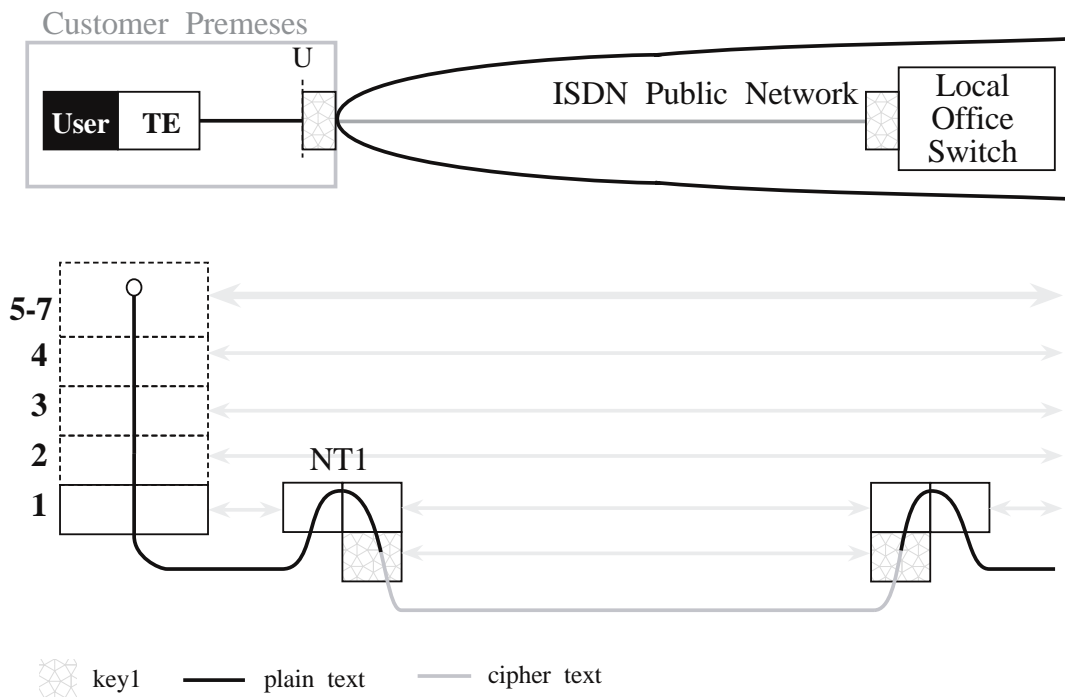 Customer Premeses
U
ISDN Public Network
Local
Office
Switch
User TE
5-7
4
3
2
NT1
1
key1 plain text cipher text